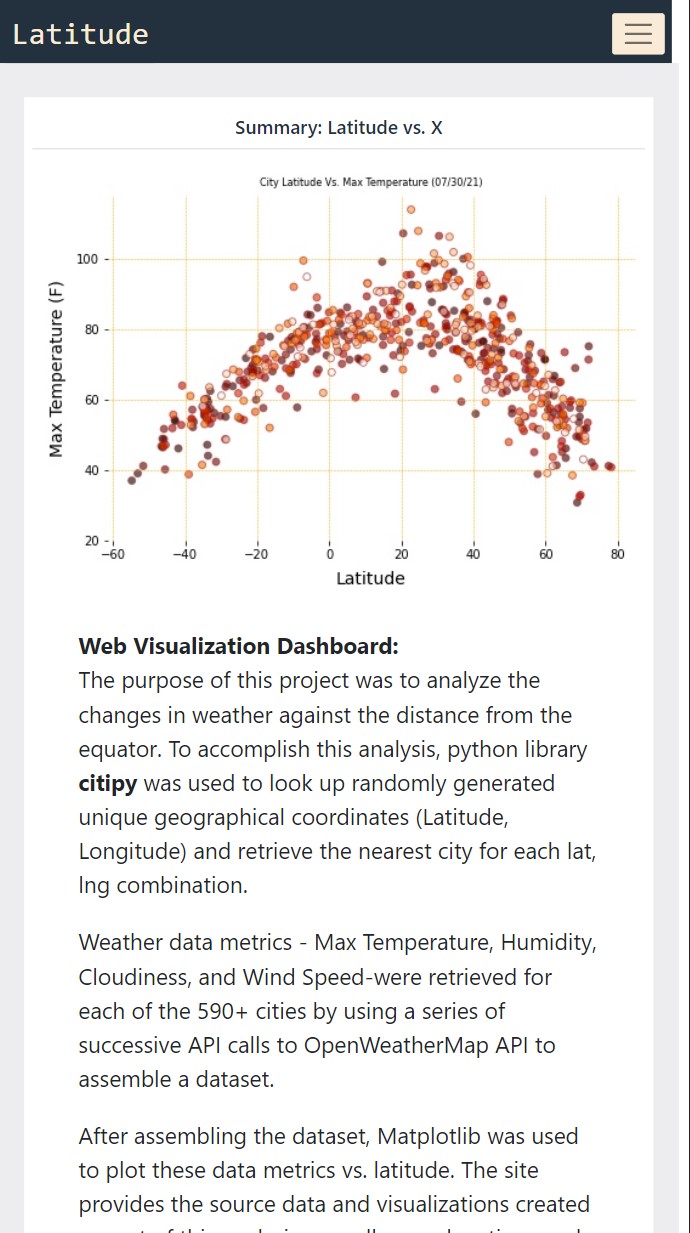 Latitude
Summary: Latitude vs. X
City Latitude Vs. Max Temperature (07/30/21)
Max Temperature (F)
100
80
60
40
20
−60 −40 −20 0 20 40 60 80
Latitude
Web Visualization Dashboard:
The purpose of this project was to analyze the
changes in weather against the distance from the
equator. To accomplish this analysis, python library
citipy was used to look up randomly generated
unique geographical coordinates (Latitude,
Longitude) and retrieve the nearest city for each lat,
lng combination.
Weather data metrics - Max Temperature, Humidity,
Cloudiness, and Wind Speed-were retrieved for
each of the 590+ cities by using a series of
successive API calls to OpenWeatherMap API to
assemble a dataset.
After assembling the dataset, Matplotlib was used
to plot these data metrics vs. latitude. The site
provides the source data and visualizations created